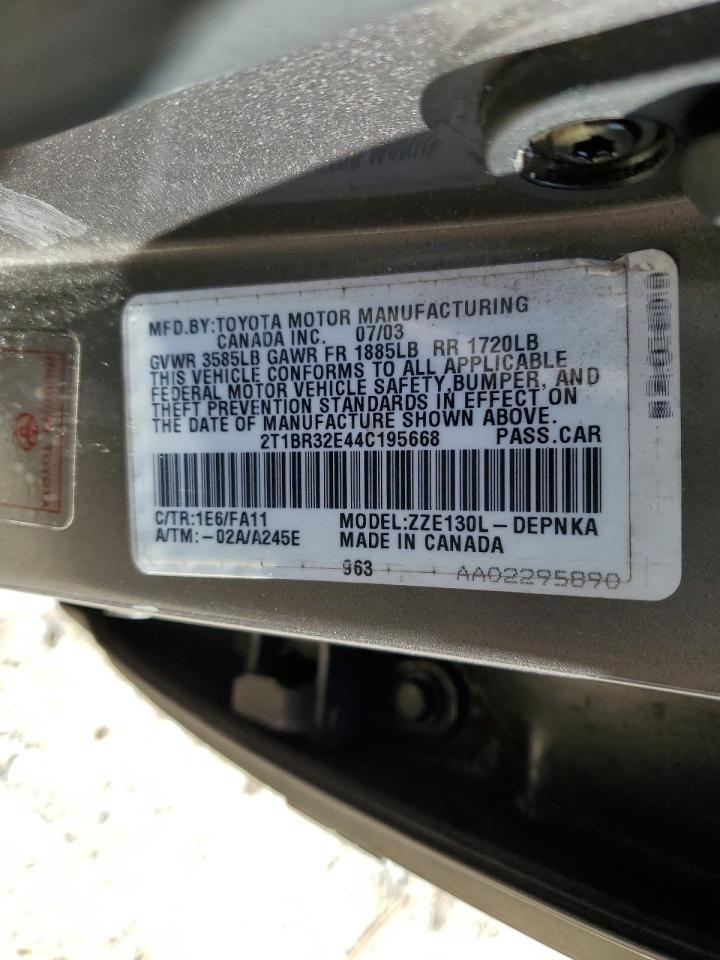 MFD.BY:TOYOTA MOTOR MANUFACTURING
CANADA INC. 07/03
GVWR 3585LB GAWR FR 1885LB RR 1720LB
THIS VEHICLE CONFORMS TO ALL APPLICABLE
FEDERAL MOTOR VEHICLE SAFETY,BUMPER, AND
THEFT PREVENTION STANDARDS IN EFFECT ON
THE DATE OF MANUFACTURE SHOWN ABOVE.
2T1BR32E44C195668 PASS.CAR
C/TR:1E6/FA11 MODEL:ZZE130L-DEPNKA
A/TM:-02A/A245E MADE IN CANADA
963 AA02295890
TOYOTA